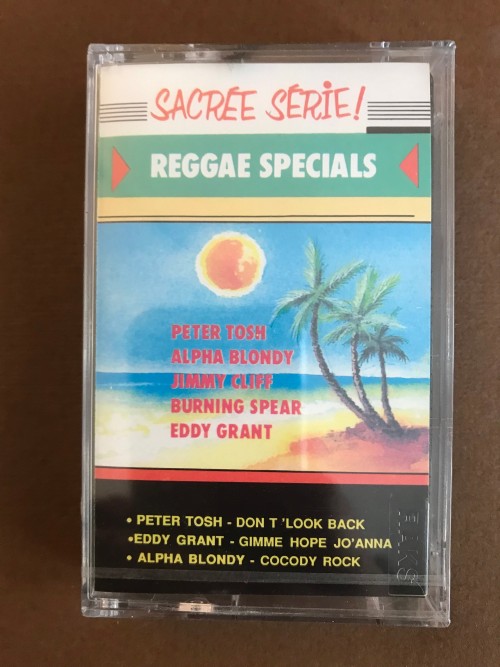 SACRÉE SÉRIE!
REGGAE SPECIALS
PETER TOSH
ALPHA BLONDY
JIMMY CLIFF
BURNING SPEAR
EDDY GRANT
• PETER TOSH - DON T 'LOOK BACK
•EDDY GRANT - GIMME HOPE JO'ANNA
• ALPHA BLONDY - COCODY ROCK
RAKS